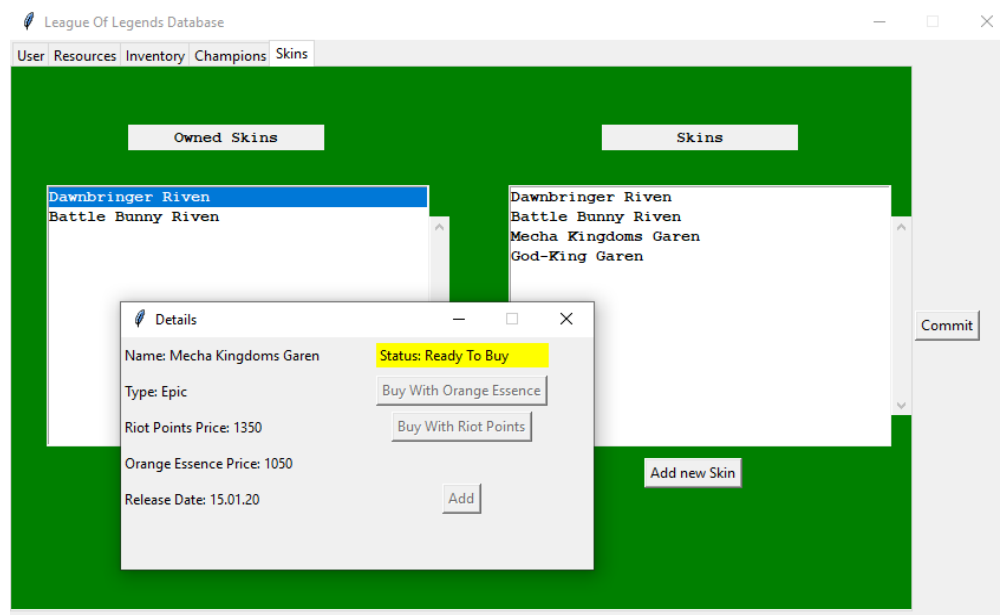 League Of Legends Database
User Resources Inventory Champions Skins
Owned Skins
Skins
Dawnbringer Riven
Battle Bunny Riven
Dawnbringer Riven
Battle Bunny Riven
Mecha Kingdoms Garen
God-King Garen
Details
Name: Mecha Kingdoms Garen
Status: Ready To Buy
Type: Epic
Buy With Orange Essence
Riot Points Price: 1350
Buy With Riot Points
Orange Essence Price: 1050
Release Date: 15.01.20
Add
Add new Skin
Commit